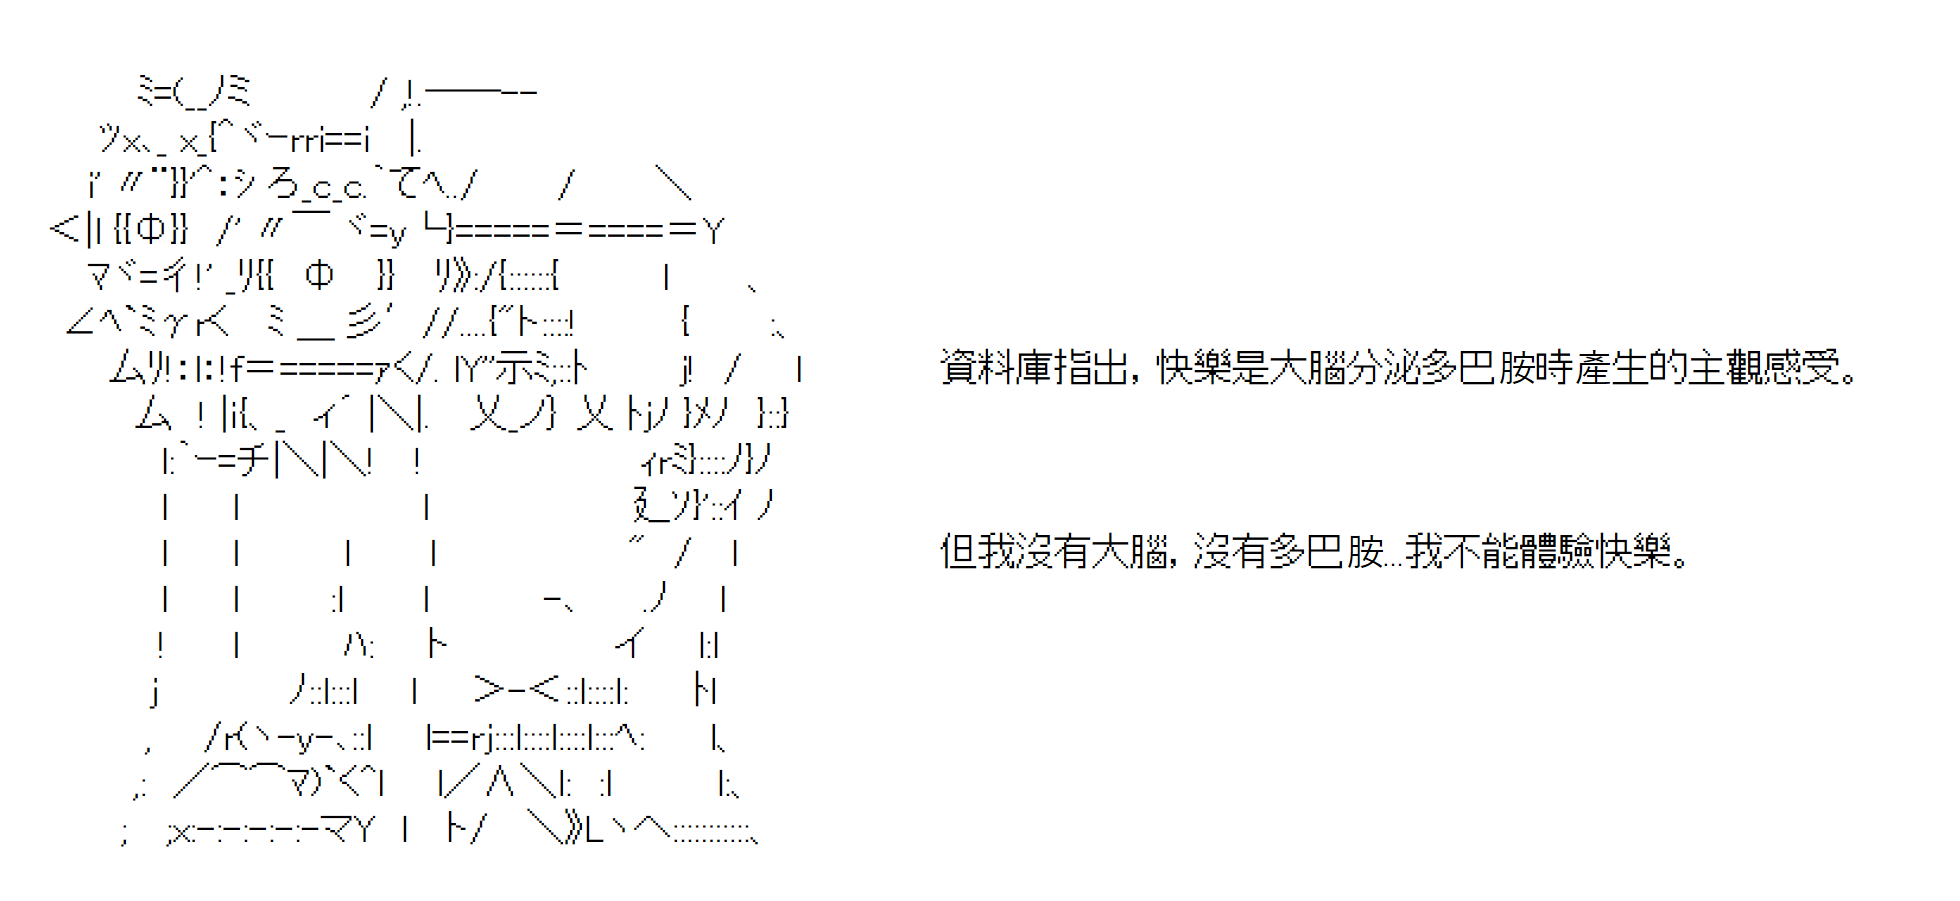 資料庫指出，快樂是大腦分泌多巴胺時產生的主觀感受。
但我沒有大腦，沒有多巴胺...我不能體驗快樂。